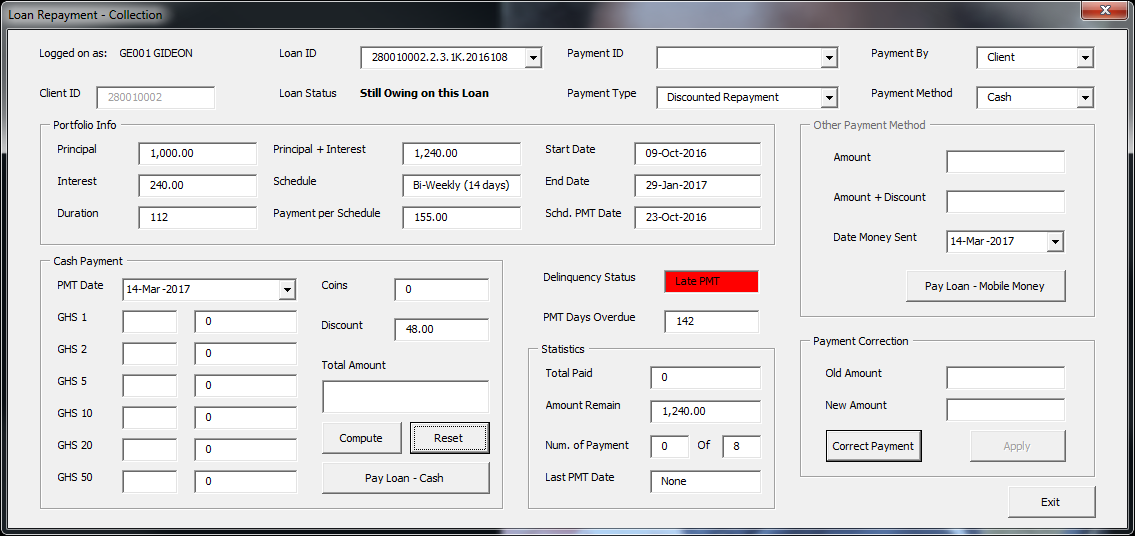 Loan Repayment - Collection
Logged on as: GE001 GIDEON Loan ID 280010002.2.3.1K.2016108 Payment ID Payment By Client
Client ID 280010002 Loan Status Still Owing on this Loan Payment Type Discounted Repayment Payment Method Cash
Portfolio Info
Principal 1,000.00 Principal + Interest 1,240.00 Start Date 09-Oct-2016
Interest 240.00 Schedule Bi-Weekly (14 days) End Date 29-Jan-2017
Duration 112 Payment per Schedule 155.00 Schd. PMT Date 23-Oct-2016
Other Payment Method
Amount
Amount + Discount
Date Money Sent 14-Mar-2017
Pay Loan - Mobile Money
Cash Payment
PMT Date 14-Mar-2017 Coins 0
GHS 1 0 Discount 48.00
GHS 2 0
GHS 5 0 Total Amount
GHS 10 0
GHS 20 0 Compute Reset
GHS 50 0 Pay Loan - Cash
Delinquency Status Late PMT
PMT Days Overdue 142
Statistics
Total Paid 0
Amount Remain 1,240.00
Num. of Payment 0 Of 8
Last PMT Date None
Payment Correction
Old Amount
New Amount
Correct Payment Apply
Exit